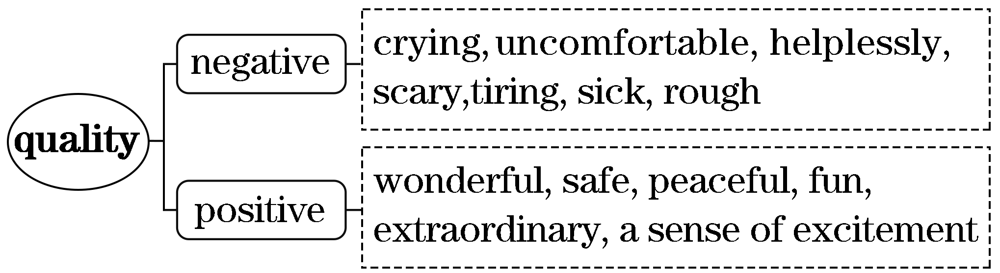 quality
negative
crying, uncomfortable, helplessly,
scary,tiring, sick, rough
positive
wonderful, safe, peaceful, fun,
extraordinary, a sense of excitement